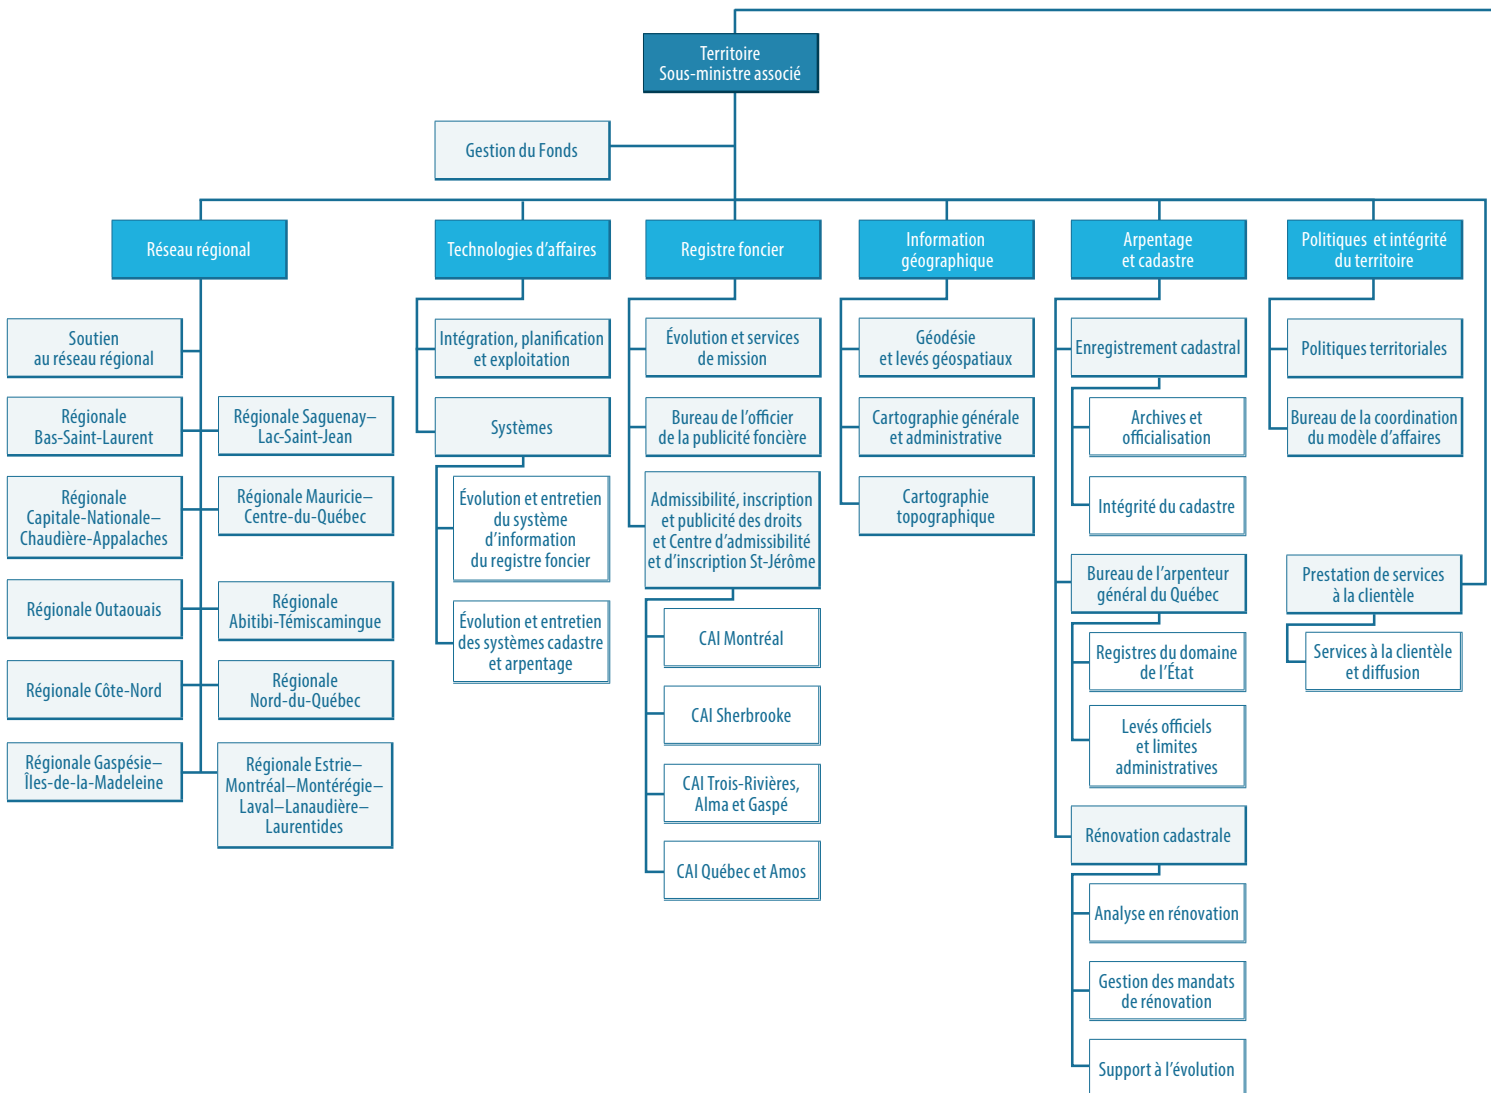 Territoire
Sous-ministre associé
Gestion du Fonds
Réseau régional
Soutien
au réseau régional
Régionale
Bas-Saint-Laurent
Régionale Saguenay–
Lac-Saint-Jean
Régionale
Capitale-Nationale–
Chaudière-Appalaches
Régionale Mauricie–
Centre-du-Québec
Régionale Outaouais
Régionale
Abitibi-Témiscamingue
Régionale Côte-Nord
Régionale
Nord-du-Québec
Régionale Gaspésie–
Îles-de-la-Madeleine
Régionale Estrie–
Montréal–Montérégie–
Laval–Lanaudière–
Laurentides
Technologies d'affaires
Intégration, planification
et exploitation
Systèmes
Évolution et entretien
du système
d'information
du registre foncier
Évolution et entretien
des systèmes cadastre
et arpentage
Registre foncier
Évolution et services
de mission
Bureau de l'officier
de la publicité foncière
Admissibilité, inscription
et publicité des droits
et Centre d'admissibilité
et d'inscription St-Jérôme
CAI Montréal
CAI Sherbrooke
CAI Trois-Rivières,
Alma et Gaspé
CAI Québec et Amos
Information
géographique
Géodésie
et levés géospatiaux
Cartographie générale
et administrative
Cartographie
topographique
Arpentage
et cadastre
Enregistrement cadastral
Archives et
officialisation
Intégrité du cadastre
Bureau de l'arpenteur
général du Québec
Registres du domaine
de l'État
Levés officiels
et limites
administratives
Rénovation cadastrale
Analyse en rénovation
Gestion des mandats
de rénovation
Support à l'évolution
Politiques et intégrité
du territoire
Politiques territoriales
Bureau de la coordination
du modèle d'affaires
Prestation de services
à la clientèle
Services à la clientèle
et diffusion